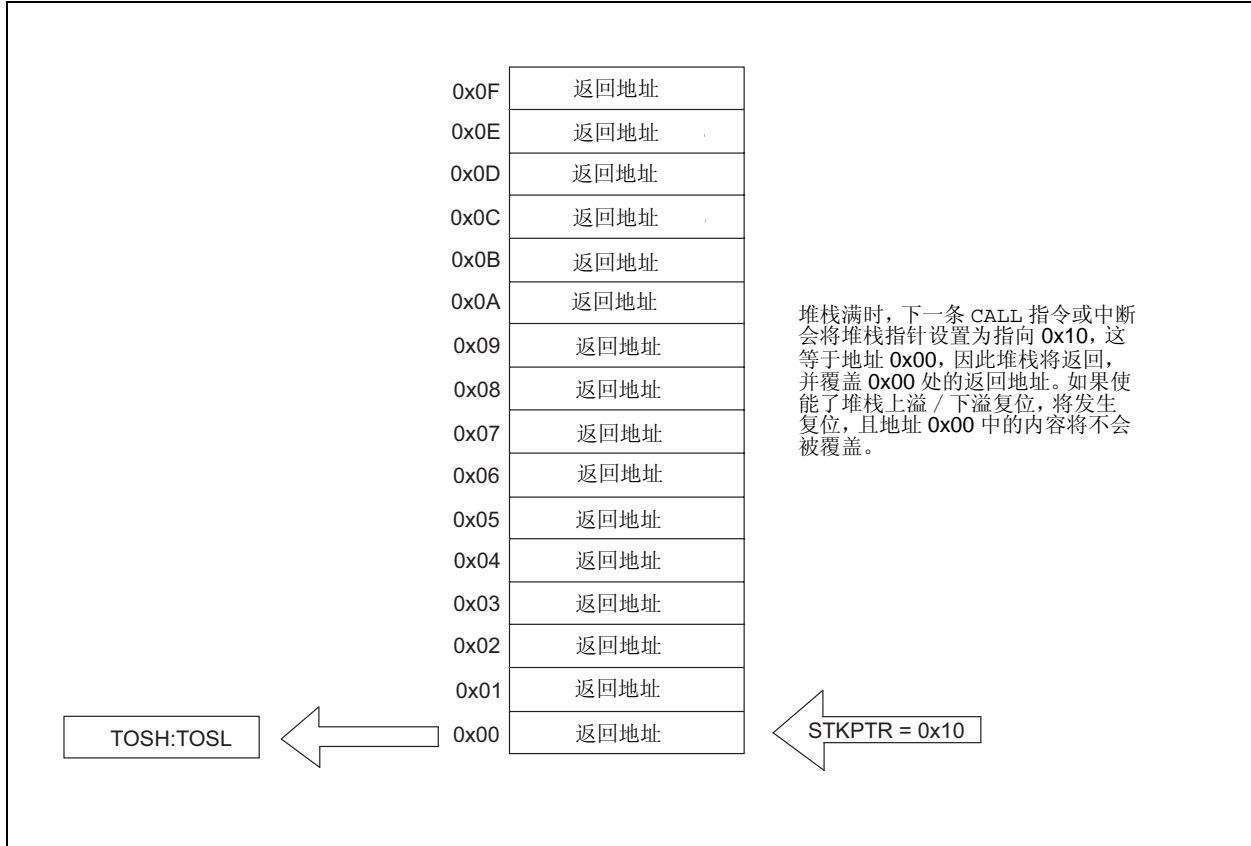 0x0F 返回地址
0x0E 返回地址
0x0D 返回地址
0x0C 返回地址
0x0B 返回地址
0x0A 返回地址
0x09 返回地址
0x08 返回地址
0x07 返回地址
0x06 返回地址
0x05 返回地址
0x04 返回地址
0x03 返回地址
0x02 返回地址
0x01 返回地址
TOSH:TOSL 0x00 返回地址 STKPTR = 0x10
堆栈满时，下一条 CALL 指令或中断
会将堆栈指针设置为指向 0x10，这
等于地址 0x00，因此堆栈将返回，
并覆盖 0x00 处的返回地址。如果使
能了堆栈上溢 / 下溢复位，将发生
复位，且地址 0x00 中的内容将不会
被覆盖。